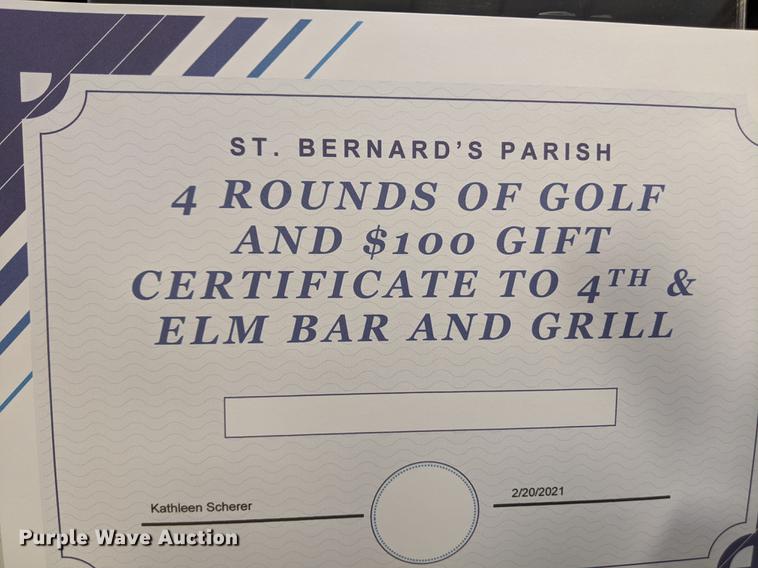 ST. BERNARD'S PARISH
4 ROUNDS OF GOLF
AND $100 GIFT
CERTIFICATE TO 4TH &
ELM BAR AND GRILL
Kathleen Scherer
2/20/2021
Purple Wave Auction